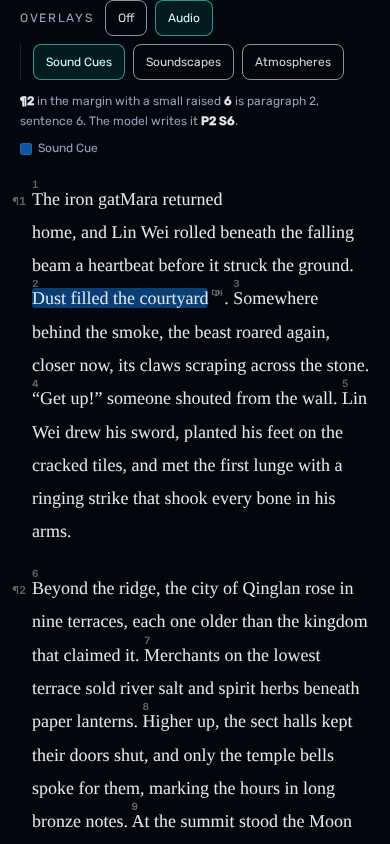 OVERLAYS Off Audio
Sound Cues Soundscapes Atmospheres
¶2 in the margin with a small raised 6 is paragraph 2,
sentence 6. The model writes it P2 S6.
Sound Cue
1
¶1 The iron gatMara returned
home, and Lin Wei rolled beneath the falling
beam a heartbeat before it struck the ground.
2 3
Dust filled the courtyard. Somewhere
behind the smoke, the beast roared again,
closer now, its claws scraping across the stone.
4 5
“Get up!” someone shouted from the wall. Lin
Wei drew his sword, planted his feet on the
cracked tiles, and met the first lunge with a
ringing strike that shook every bone in his
arms.
6
¶2 Beyond the ridge, the city of Qinglan rose in
nine terraces, each one older than the kingdom
7
that claimed it. Merchants on the lowest
terrace sold river salt and spirit herbs beneath
8
paper lanterns. Higher up, the sect halls kept
their doors shut, and only the temple bells
spoke for them, marking the hours in long
9
bronze notes. At the summit stood the Moon